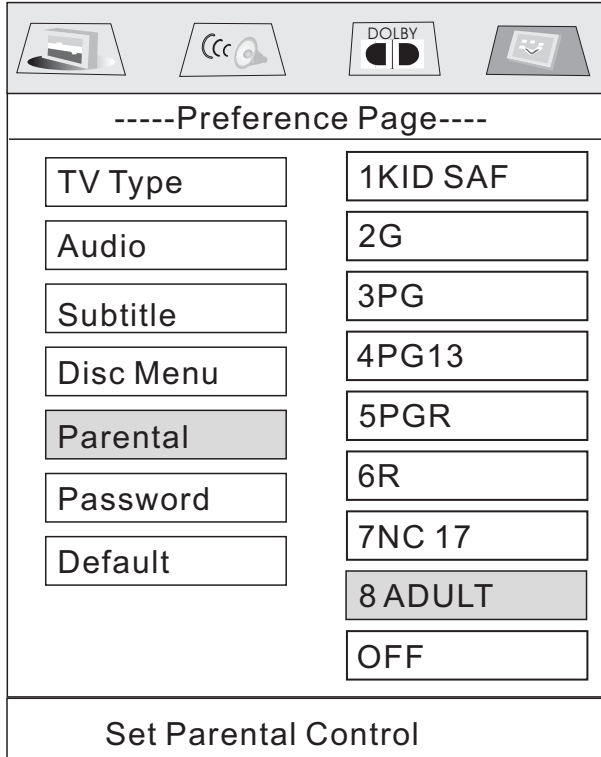 DOLBY
-----Preference Page----
TV Type
Audio
Subtitle
Disc Menu
Parental
Password
Default
1KID SAF
2G
3PG
4PG13
5PGR
6R
7NC 17
8 ADULT
OFF
Set Parental Control